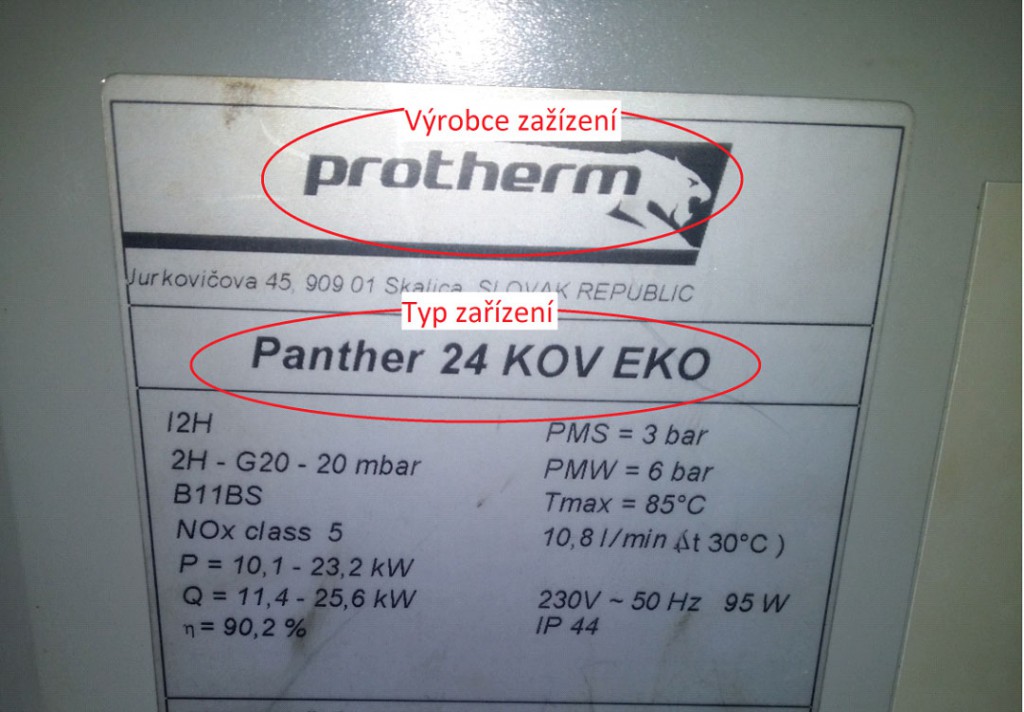 Výrobce zažízení
protherm
Jurkovičova 45, 909 01 Skalica, SLOVAK REPUBLIC
Typ zařízení
Panther 24 KOV EKO
I2H
2H - G20 - 20 mbar
B11BS
NOx class 5
P = 10,1 - 23,2 kW
Q = 11,4 - 25,6 kW
η = 90,2 %
PMS = 3 bar
PMW = 6 bar
Tmax = 85°C
10,8 l/min Δt 30°C )
230V ~ 50 Hz 95 W
IP 44